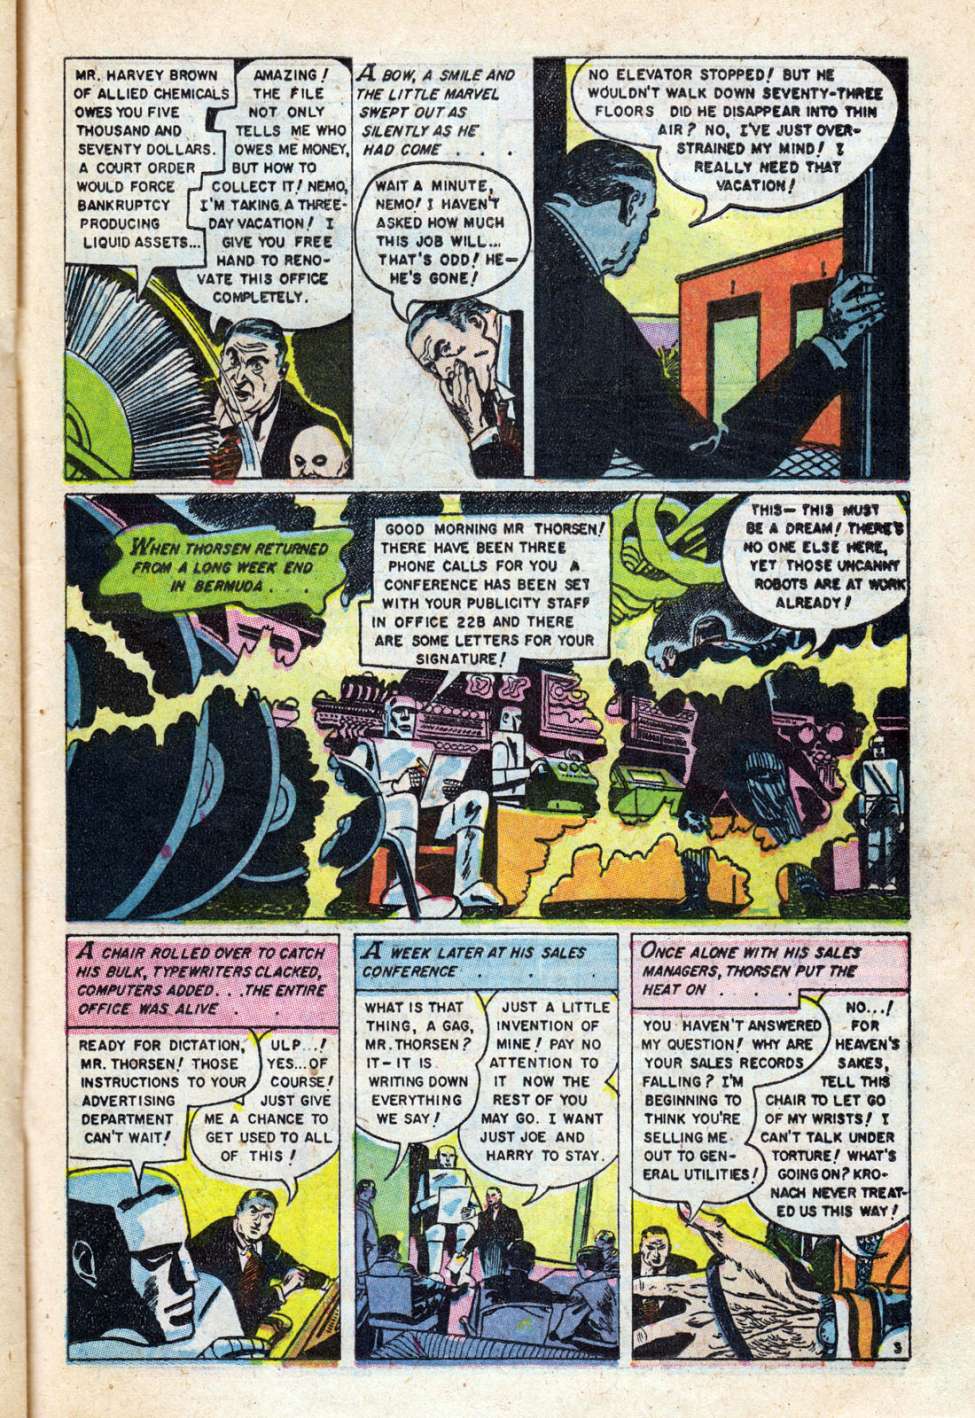 MR. HARVEY BROWN
OF ALLIED CHEMICALS
OWES YOU FIVE
THOUSAND AND
SEVENTY DOLLARS.
A COURT ORDER
WOULD FORCE
BANKRUPTCY
PRODUCING
LIQUID ASSETS...
AMAZING!
THE FILE
NOT ONLY
TELLS ME WHO
OWES ME MONEY,
BUT HOW TO
COLLECT IT! NEMO,
I'M TAKING A THREE-
DAY VACATION! I
GIVE YOU FREE
HAND TO RENO-
VATE THIS OFFICE
COMPLETELY.
A BOW, A SMILE AND
THE LITTLE MARVEL
SWEPT OUT AS
SILENTLY AS HE
HAD COME . . . .
WAIT A MINUTE,
NEMO! I HAVEN'T
ASKED HOW MUCH
THIS JOB WILL...
THAT'S ODD! HE—
HE'S GONE!
NO ELEVATOR STOPPED! BUT HE
WOULDN'T WALK DOWN SEVENTY-THREE
FLOORS DID HE DISAPPEAR INTO THIN
AIR? NO, I'VE JUST OVER-
STRAINED MY MIND! I
REALLY NEED THAT
VACATION!
WHEN THORSEN RETURNED
FROM A LONG WEEK END
IN BERMUDA . . .
GOOD MORNING MR THORSEN!
THERE HAVE BEEN THREE
PHONE CALLS FOR YOU A
CONFERENCE HAS BEEN SET
WITH YOUR PUBLICITY STAFF
IN OFFICE 22B AND THERE
ARE SOME LETTERS FOR YOUR
SIGNATURE!
THIS— THIS MUST
BE A DREAM! THERE'S
NO ONE ELSE HERE,
YET THOSE UNCANNY
ROBOTS ARE AT WORK
ALREADY!
A CHAIR ROLLED OVER TO CATCH
HIS BULK, TYPEWRITERS CLACKED,
COMPUTERS ADDED...THE ENTIRE
OFFICE WAS ALIVE . . .
READY FOR DICTATION,
MR. THORSEN! THOSE
INSTRUCTIONS TO YOUR
ADVERTISING
DEPARTMENT
CAN'T WAIT!
ULP...!
YES...OF
COURSE!
JUST GIVE
ME A CHANCE TO
GET USED TO ALL
OF THIS!
A WEEK LATER AT HIS SALES
CONFERENCE . . . .
WHAT IS THAT
THING, A GAG,
MR. THORSEN?
IT—IT IS
WRITING DOWN
EVERYTHING
WE SAY!
JUST A LITTLE
INVENTION OF
MINE! PAY NO
ATTENTION TO
IT NOW THE
REST OF YOU
MAY GO. I WANT
JUST JOE AND
HARRY TO STAY.
ONCE ALONE WITH HIS SALES
MANAGERS, THORSEN PUT THE
HEAT ON . . . .
YOU HAVEN'T ANSWERED
MY QUESTION! WHY ARE
YOUR SALES RECORDS
FALLING? I'M
BEGINNING TO
THINK YOU'RE
SELLING ME
OUT TO GEN-
ERAL UTILITIES!
NO...!
FOR
HEAVEN'S
SAKES,
TELL THIS
CHAIR TO LET GO
OF MY WRISTS! I
CAN'T TALK UNDER
TORTURE! WHAT'S
GOING ON? KRO-
NACH NEVER TREAT-
ED US THIS WAY!
3